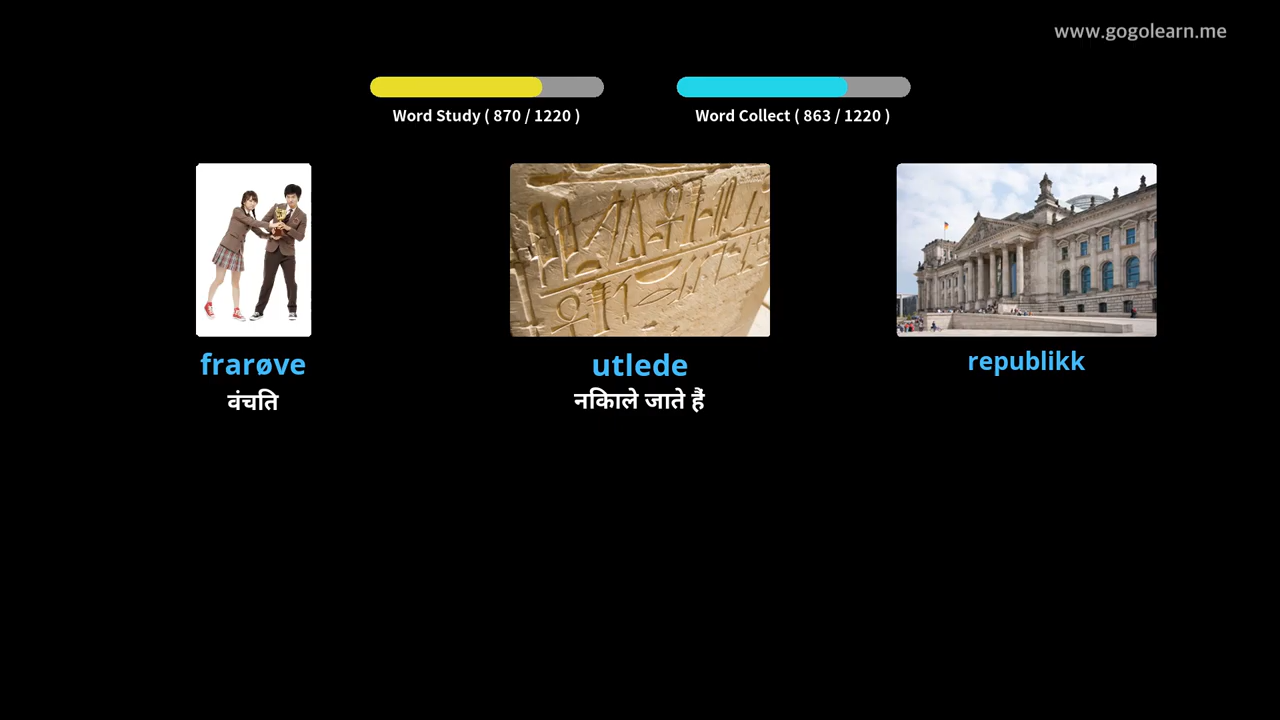 www.gogolearn.me
Word Study ( 870 / 1220 )
Word Collect ( 863 / 1220 )
frarøve
utlede
republikk
वंचति
नकिाले जाते हैं